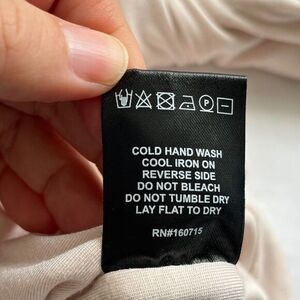 COLD HAND WASH
COOL IRON ON
REVERSE SIDE
DO NOT BLEACH
DO NOT TUMBLE DRY
LAY FLAT TO DRY
RN#160715